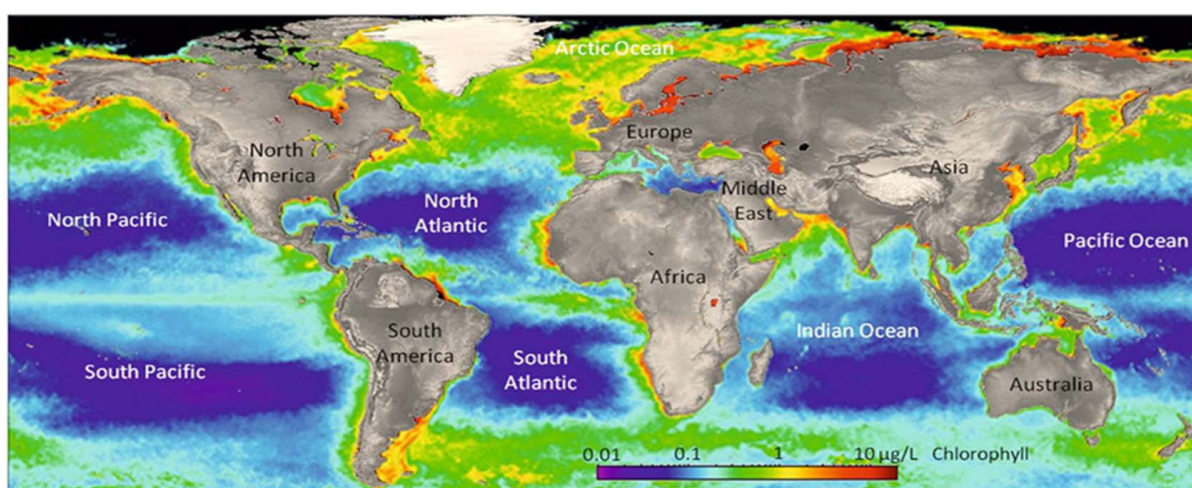 Arctic Ocean
Europe
North
America
Asia
Middle
East
North
Atlantic
North Pacific
Pacific Ocean
Africa
South
America
Indian Ocean
South
Atlantic
South Pacific
Australia
0.01 0.1 1 10 µg/L Chlorophyll